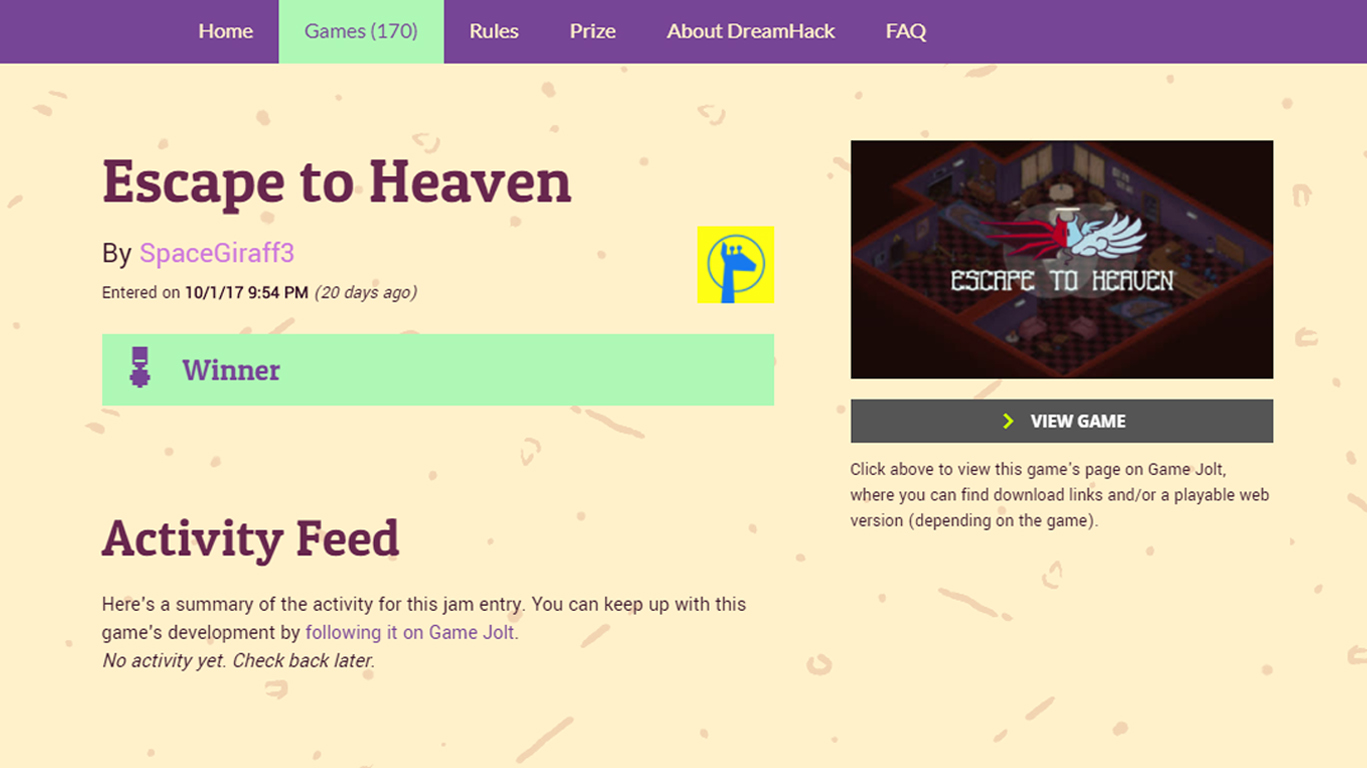 Home Games (170) Rules Prize About DreamHack FAQ
Escape to Heaven
By SpaceGiraff3
Entered on 10/1/17 9:54 PM (20 days ago)
Winner
ESCAPE TO HEAVEN
VIEW GAME
Click above to view this game's page on Game Jolt,
where you can find download links and/or a playable web
version (depending on the game).
Activity Feed
Here's a summary of the activity for this jam entry. You can keep up with this
game's development by following it on Game Jolt.
No activity yet. Check back later.